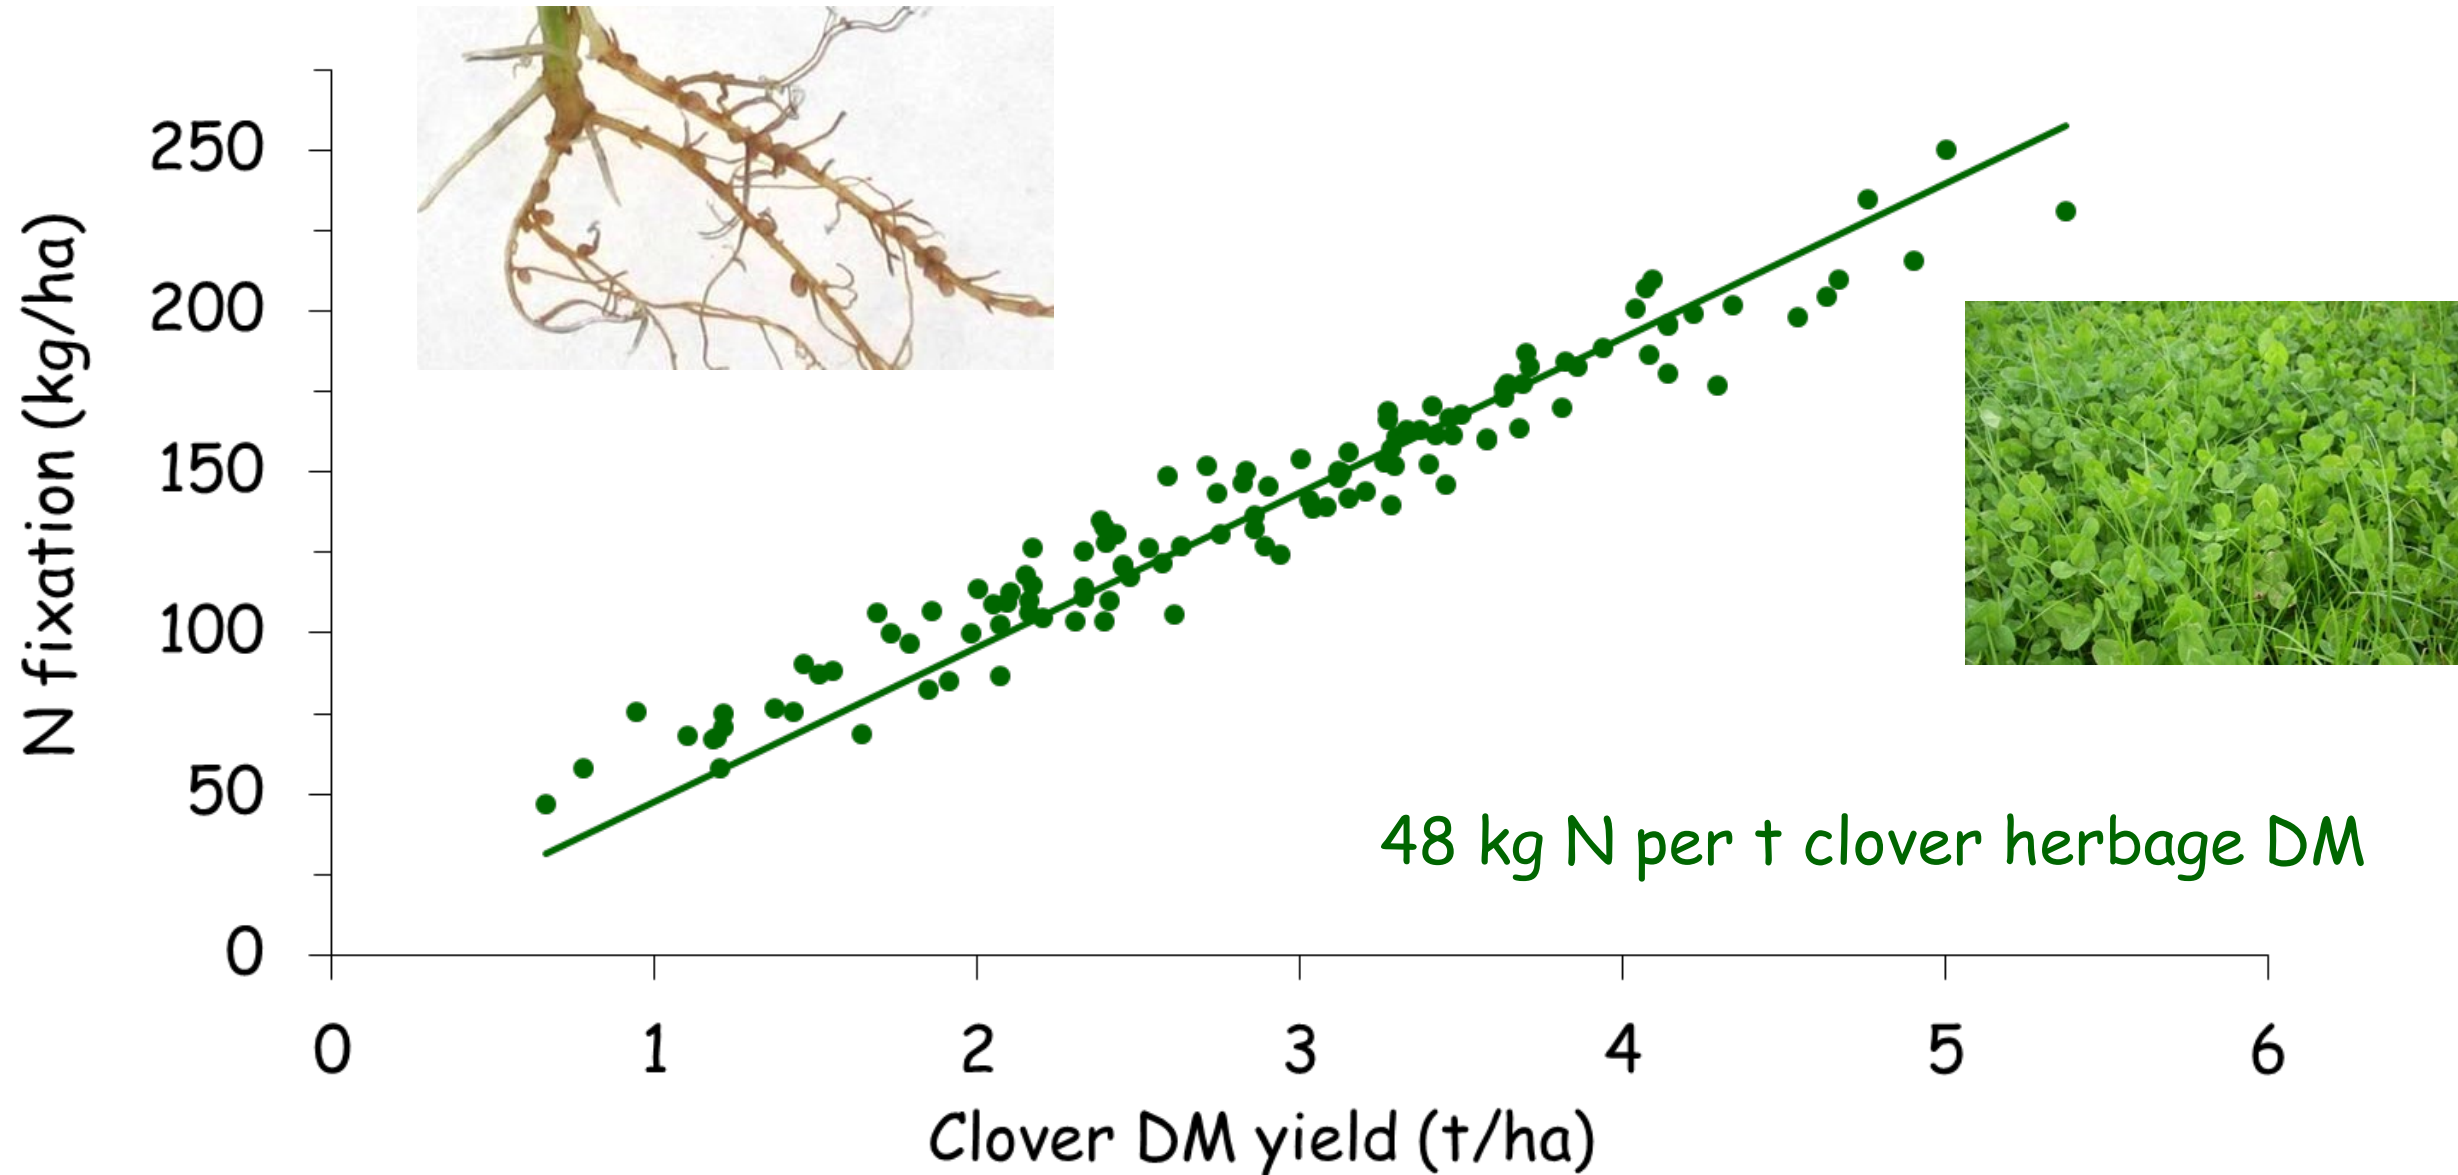 250
200
150
100
50
0
N fixation (kg/ha)
48 kg N per t clover herbage DM
0 1 2 3 4 5 6
Clover DM yield (t/ha)